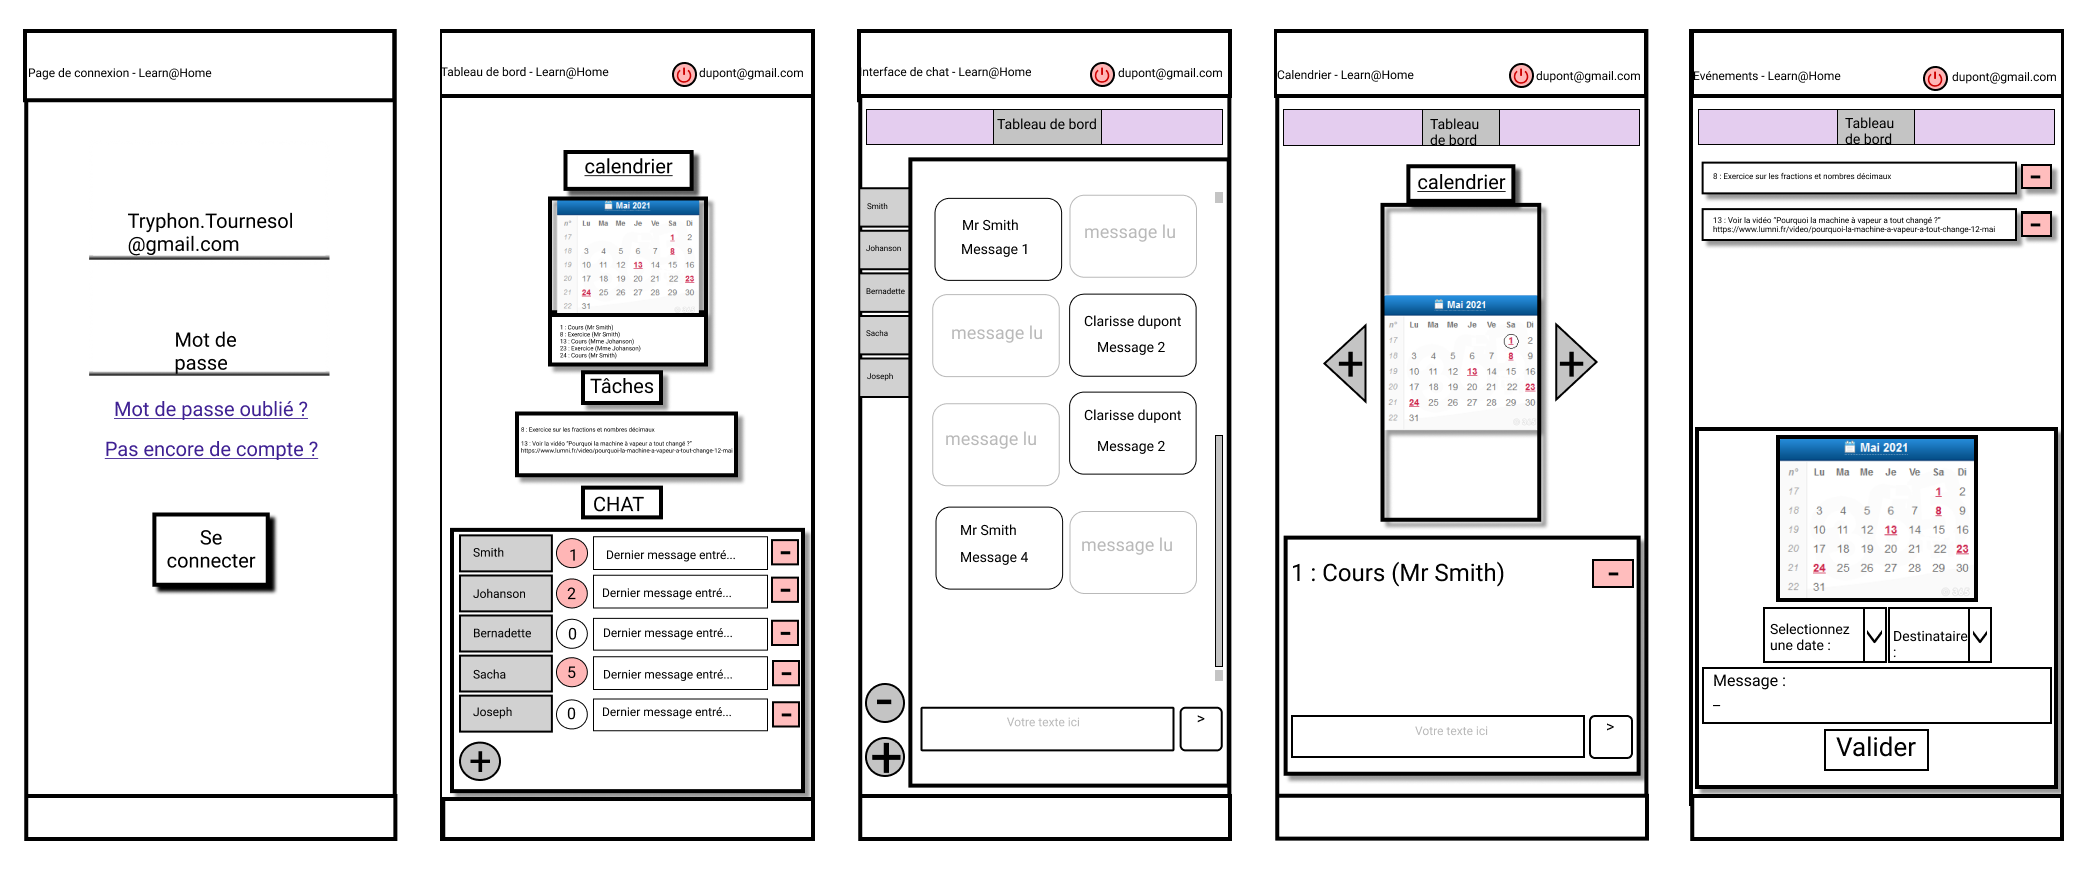 Page de connexion - Learn@Home
Tryphon.Tournesol
@gmail.com
Mot de
passe
Mot de passe oublié ?
Pas encore de compte ?
Se
connecter
Tableau de bord - Learn@Home
dupont@gmail.com
calendrier
Mai 2021
n° Lu Ma Me Je Ve Sa Di
17 1 2
18 3 4 5 6 7 8 9
19 10 11 12 13 14 15 16
20 17 18 19 20 21 22 23
21 24 25 26 27 28 29 30
22 31
1 : Cours (Mr Smith)
8 : Exercice (Mr Smith)
13 : Cours (Mme Johanson)
23 : Exercice (Mme Johanson)
24 : Cours (Mr Smith)
Tâches
8 : Exercice sur les fractions et nombres décimaux
13 : Voir la vidéo "Pourquoi la machine à vapeur a tout changé ?"
https://www.lumni.fr/video/pourquoi-la-machine-a-vapeur-a-tout-change-12-mai
CHAT
Smith 1 Dernier message entré... -
Johanson 2 Dernier message entré... -
Bernadette 0 Dernier message entré... -
Sacha 5 Dernier message entré... -
Joseph 0 Dernier message entré... -
+
nterface de chat - Learn@Home
dupont@gmail.com
Tableau de bord
Smith
Johanson
Bernadette
Sacha
Joseph
Mr Smith
Message 1
message lu
message lu
Clarisse dupont
Message 2
message lu
Clarisse dupont
Message 2
Mr Smith
Message 4
message lu
-
+
Votre texte ici
>
Calendrier - Learn@Home
dupont@gmail.com
Tableau
de bord
calendrier
Mai 2021
n° Lu Ma Me Je Ve Sa Di
17 1 2
18 3 4 5 6 7 8 9
19 10 11 12 13 14 15 16
20 17 18 19 20 21 22 23
21 24 25 26 27 28 29 30
22 31
+
+
1 : Cours (Mr Smith)
-
Votre texte ici
>
Evénements - Learn@Home
dupont@gmail.com
Tableau
de bord
8 : Exercice sur les fractions et nombres décimaux
-
13 : Voir la vidéo "Pourquoi la machine à vapeur a tout changé ?"
https://www.lumni.fr/video/pourquoi-la-machine-a-vapeur-a-tout-change-12-mai
-
Mai 2021
n° Lu Ma Me Je Ve Sa Di
17 1 2
18 3 4 5 6 7 8 9
19 10 11 12 13 14 15 16
20 17 18 19 20 21 22 23
21 24 25 26 27 28 29 30
22 31
Selectionnez
une date :
Destinataire
:
Message :
_
Valider